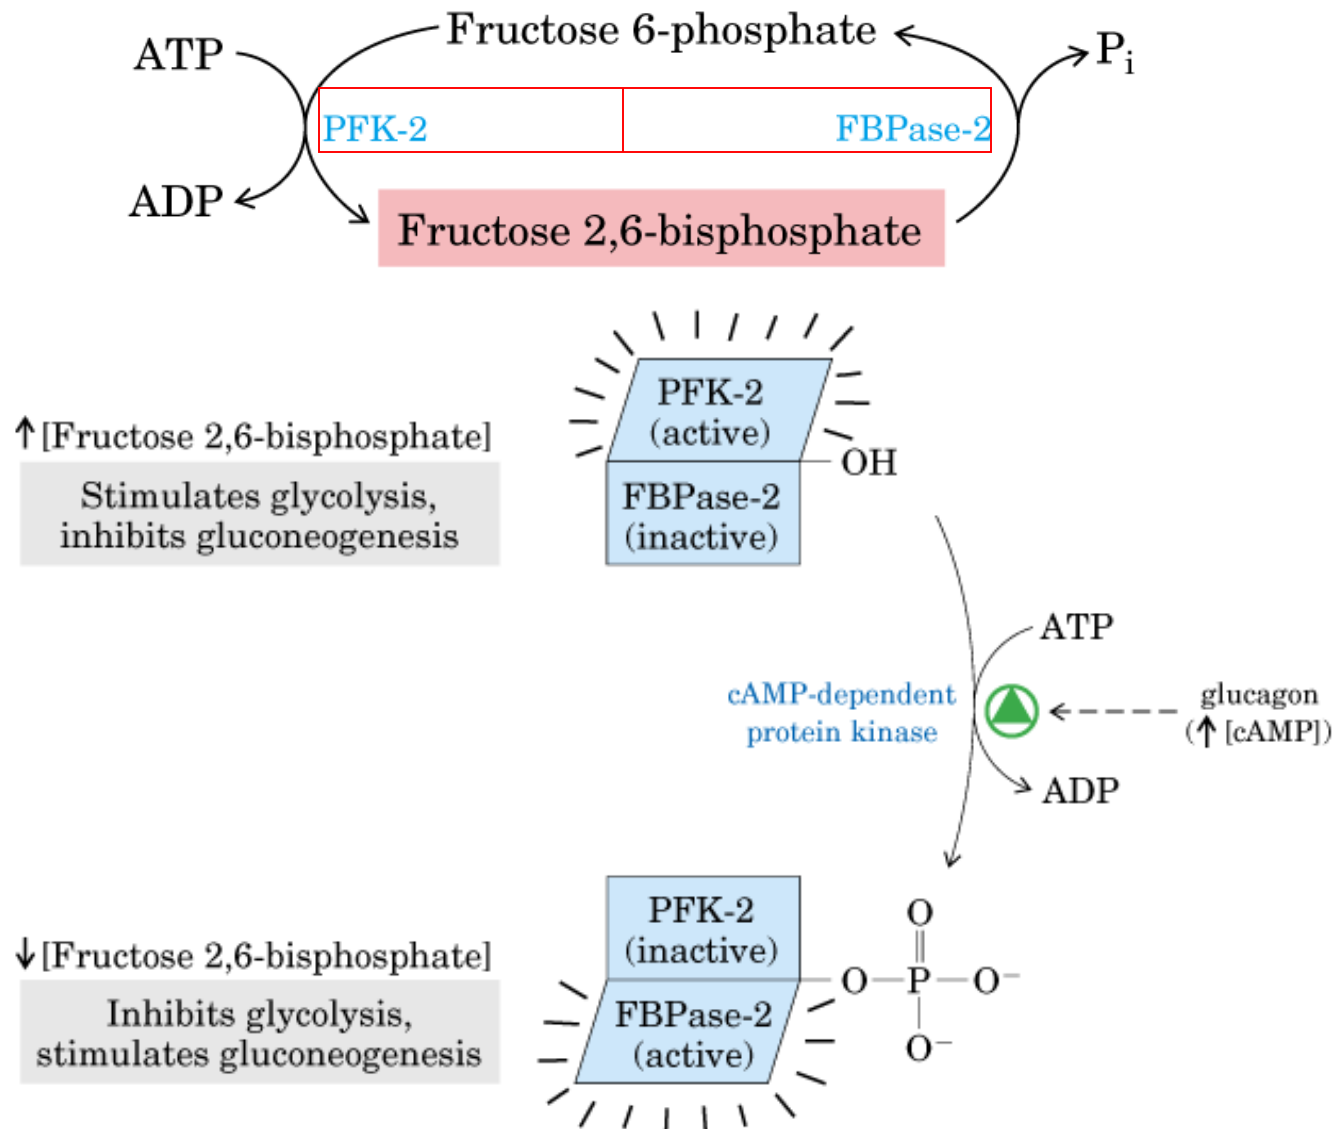 Fructose 6-phosphate
ATP
Pi
PFK-2
FBPase-2
ADP
Fructose 2,6-bisphosphate
PFK-2
(active)
↑[Fructose 2,6-bisphosphate]
OH
Stimulates glycolysis,
inhibits gluconeogenesis
FBPase-2
(inactive)
ATP
cAMP-dependent
protein kinase
glucagon
(↑ [cAMP])
ADP
PFK-2
(inactive)
O
↓[Fructose 2,6-bisphosphate]
O—P—O−
Inhibits glycolysis,
stimulates gluconeogenesis
FBPase-2
(active)
O−